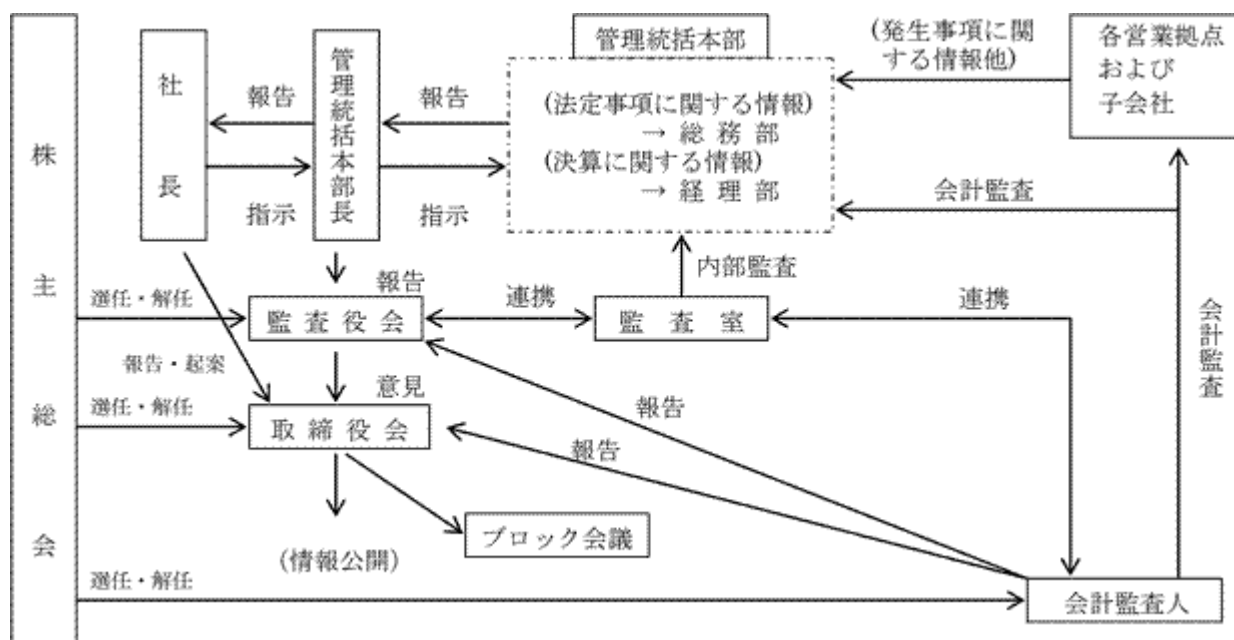 株主総会
社長
管理統括本部長
管理統括本部
(発生事項に関
する情報他)
各営業拠点
および
子会社
報告
報告
(法定事項に関する情報)
→ 総務部
(決算に関する情報)
→ 経理部
指示
指示
会計監査
内部監査
報告
選任・解任
監査役会
連携
監査室
連携
会計監査
報告・起案
意見
選任・解任
取締役会
報告
報告
ブロック会議
(情報公開)
選任・解任
会計監査人